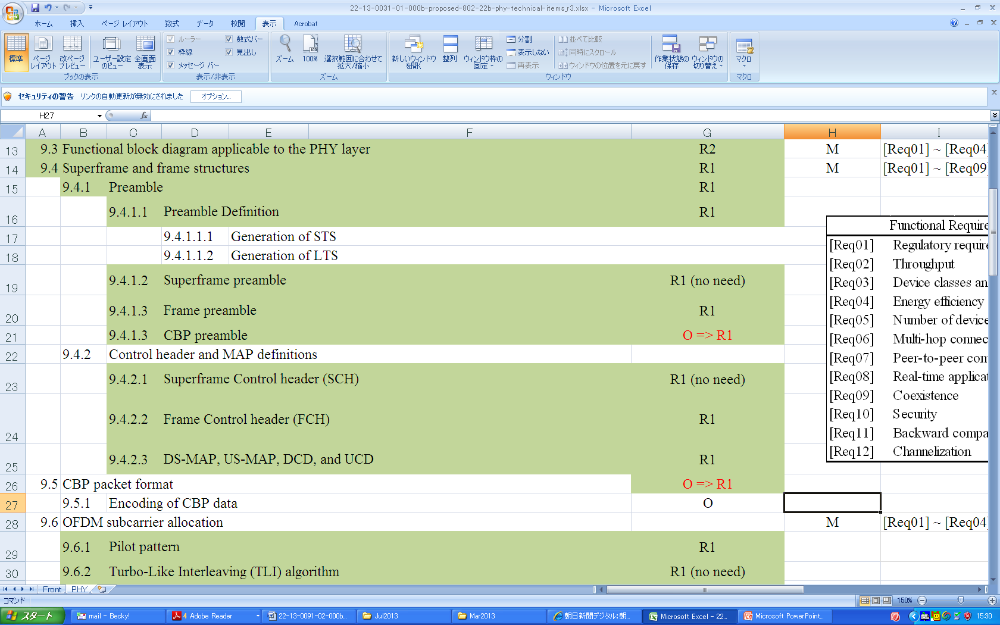 22-13-0031-01-000b-proposed-802-22b-phy-technical-items_r3.xlsx - Microsoft Excel
ホーム 挿入 ページ レイアウト 数式 データ 校閲 表示 Acrobat
標準 ページ レイアウト 改ページ プレビュー ユーザー設定のビュー 全画面表示
ブックの表示
ルーラー 数式バー
枠線 見出し
メッセージ バー
表示/非表示
ズーム 100% 選択範囲に合わせて拡大/縮小
ズーム
新しいウィンドウを開く 整列 ウィンドウ枠の固定
分割 表示しない 再表示
並べて比較 同時にスクロール ウィンドウの位置を元に戻す
作業状態の保存 ウィンドウの切り替え
ウィンドウ
マクロ
マクロ
セキュリティの警告 リンクの自動更新が無効にされました オプション...
H27 fx
A B C D E F G H I
13 9.3 Functional block diagram applicable to the PHY layer R2 M [Req01] ~ [Req04]
14 9.4 Superframe and frame structures R1 M [Req01] ~ [Req09]
15 9.4.1 Preamble R1
16 9.4.1.1 Preamble Definition R1
17 9.4.1.1.1 Generation of STS
18 9.4.1.1.2 Generation of LTS
19 9.4.1.2 Superframe preamble R1 (no need)
20 9.4.1.3 Frame preamble R1
21 9.4.1.3 CBP preamble O => R1
22 9.4.2 Control header and MAP definitions
23 9.4.2.1 Superframe Control header (SCH) R1 (no need)
24 9.4.2.2 Frame Control header (FCH) R1
25 9.4.2.3 DS-MAP, US-MAP, DCD, and UCD R1
26 9.5 CBP packet format O => R1
27 9.5.1 Encoding of CBP data O
28 9.6 OFDM subcarrier allocation M [Req01] ~ [Req04]
29 9.6.1 Pilot pattern R1
30 9.6.2 Turbo-Like Interleaving (TLI) algorithm R1 (no need)
Functional Require
[Req01] Regulatory require
[Req02] Throughput
[Req03] Device classes an
[Req04] Energy efficiency
[Req05] Number of device
[Req06] Multi-hop connec
[Req07] Peer-to-peer com
[Req08] Real-time applicat
[Req09] Coexistence
[Req10] Security
[Req11] Backward compa
[Req12] Channelization
Front PHY
コマンド 150%
スタート mail - Becky! 4 Adobe Reader 22-13-0091-02-000b... Jul2013 Mar2013 朝日新聞デジタル:朝... Microsoft Excel - 22... Microsoft PowerPoint... 15:30